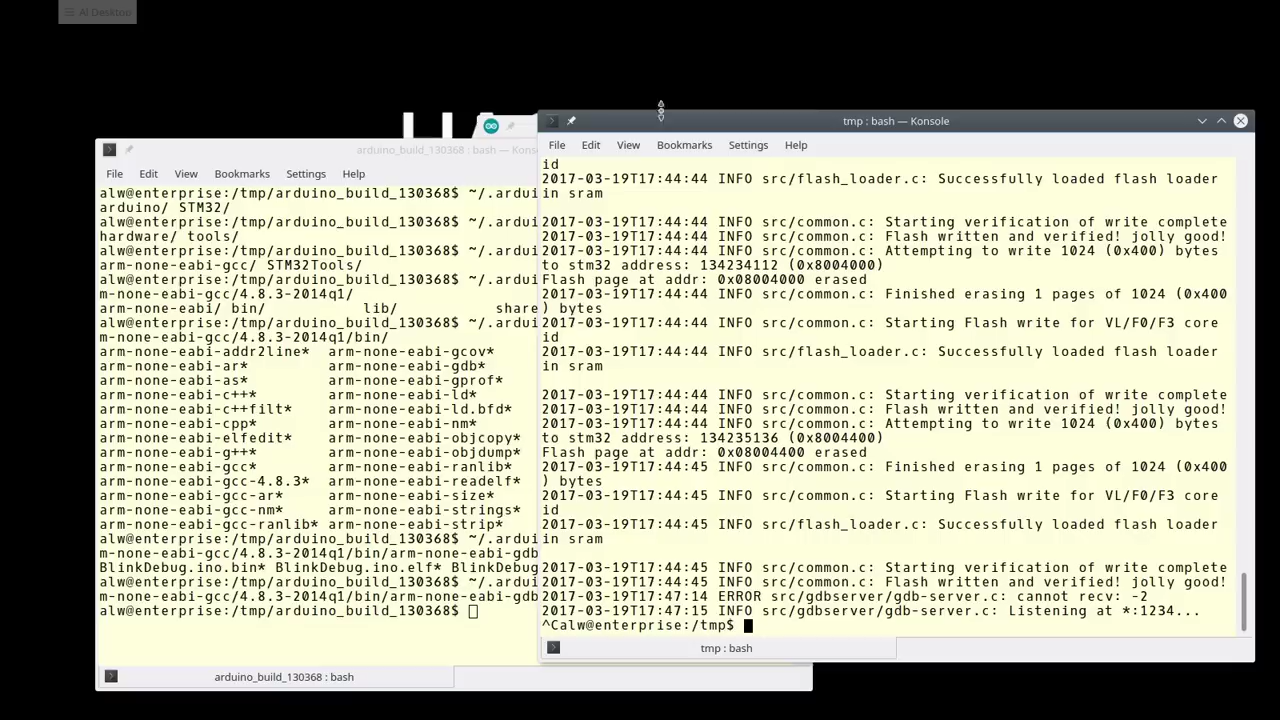 AI Desktop
arduino_build_130368 : bash — Kons
File Edit View Bookmarks Settings Help
alw@enterprise:/tmp/arduino_build_130368$ ~/.ardui
arduino/ STM32/
alw@enterprise:/tmp/arduino_build_130368$ ~/.ardui
hardware/ tools/
alw@enterprise:/tmp/arduino_build_130368$ ~/.ardui
arm-none-eabi-gcc/ STM32Tools/
alw@enterprise:/tmp/arduino_build_130368$ ~/.ardui
m-none-eabi-gcc/4.8.3-2014q1/
arm-none-eabi/ bin/ lib/ share
alw@enterprise:/tmp/arduino_build_130368$ ~/.ardui
m-none-eabi-gcc/4.8.3-2014q1/bin/
arm-none-eabi-addr2line* arm-none-eabi-gcov*
arm-none-eabi-ar* arm-none-eabi-gdb*
arm-none-eabi-as* arm-none-eabi-gprof*
arm-none-eabi-c++* arm-none-eabi-ld*
arm-none-eabi-c++filt* arm-none-eabi-ld.bfd*
arm-none-eabi-cpp* arm-none-eabi-nm*
arm-none-eabi-elfedit* arm-none-eabi-objcopy*
arm-none-eabi-g++* arm-none-eabi-objdump*
arm-none-eabi-gcc* arm-none-eabi-ranlib*
arm-none-eabi-gcc-4.8.3* arm-none-eabi-readelf*
arm-none-eabi-gcc-ar* arm-none-eabi-size*
arm-none-eabi-gcc-nm* arm-none-eabi-strings*
arm-none-eabi-gcc-ranlib* arm-none-eabi-strip*
alw@enterprise:/tmp/arduino_build_130368$ ~/.ardui
m-none-eabi-gcc/4.8.3-2014q1/bin/arm-none-eabi-gdb
BlinkDebug.ino.bin* BlinkDebug.ino.elf* BlinkDebug
alw@enterprise:/tmp/arduino_build_130368$ ~/.ardui
m-none-eabi-gcc/4.8.3-2014q1/bin/arm-none-eabi-gdb
alw@enterprise:/tmp/arduino_build_130368$
arduino_build_130368 : bash
tmp : bash — Konsole
File Edit View Bookmarks Settings Help
id
2017-03-19T17:44:44 INFO src/flash_loader.c: Successfully loaded flash loader
in sram
2017-03-19T17:44:44 INFO src/common.c: Starting verification of write complete
2017-03-19T17:44:44 INFO src/common.c: Flash written and verified! jolly good!
2017-03-19T17:44:44 INFO src/common.c: Attempting to write 1024 (0x400) bytes
to stm32 address: 134234112 (0x8004000)
Flash page at addr: 0x08004000 erased
2017-03-19T17:44:44 INFO src/common.c: Finished erasing 1 pages of 1024 (0x400
) bytes
2017-03-19T17:44:44 INFO src/common.c: Starting Flash write for VL/F0/F3 core
id
2017-03-19T17:44:44 INFO src/flash_loader.c: Successfully loaded flash loader
in sram
2017-03-19T17:44:44 INFO src/common.c: Starting verification of write complete
2017-03-19T17:44:44 INFO src/common.c: Flash written and verified! jolly good!
2017-03-19T17:44:44 INFO src/common.c: Attempting to write 1024 (0x400) bytes
to stm32 address: 134235136 (0x8004400)
Flash page at addr: 0x08004400 erased
2017-03-19T17:44:45 INFO src/common.c: Finished erasing 1 pages of 1024 (0x400
) bytes
2017-03-19T17:44:45 INFO src/common.c: Starting Flash write for VL/F0/F3 core
id
2017-03-19T17:44:45 INFO src/flash_loader.c: Successfully loaded flash loader
in sram
2017-03-19T17:44:45 INFO src/common.c: Starting verification of write complete
2017-03-19T17:44:45 INFO src/common.c: Flash written and verified! jolly good!
2017-03-19T17:47:14 ERROR src/gdbserver/gdb-server.c: cannot recv: -2
2017-03-19T17:47:15 INFO src/gdbserver/gdb-server.c: Listening at *:1234...
^Calw@enterprise:/tmp$
tmp : bash